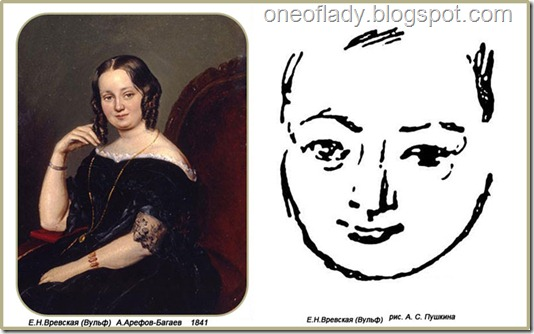 oneoflady.blogspot.com
Е.Н.Вревская (Вульф) А.Арефов-Багаев 1841
Е.Н.Вревская (Вульф) рис. А. С. Пушкина